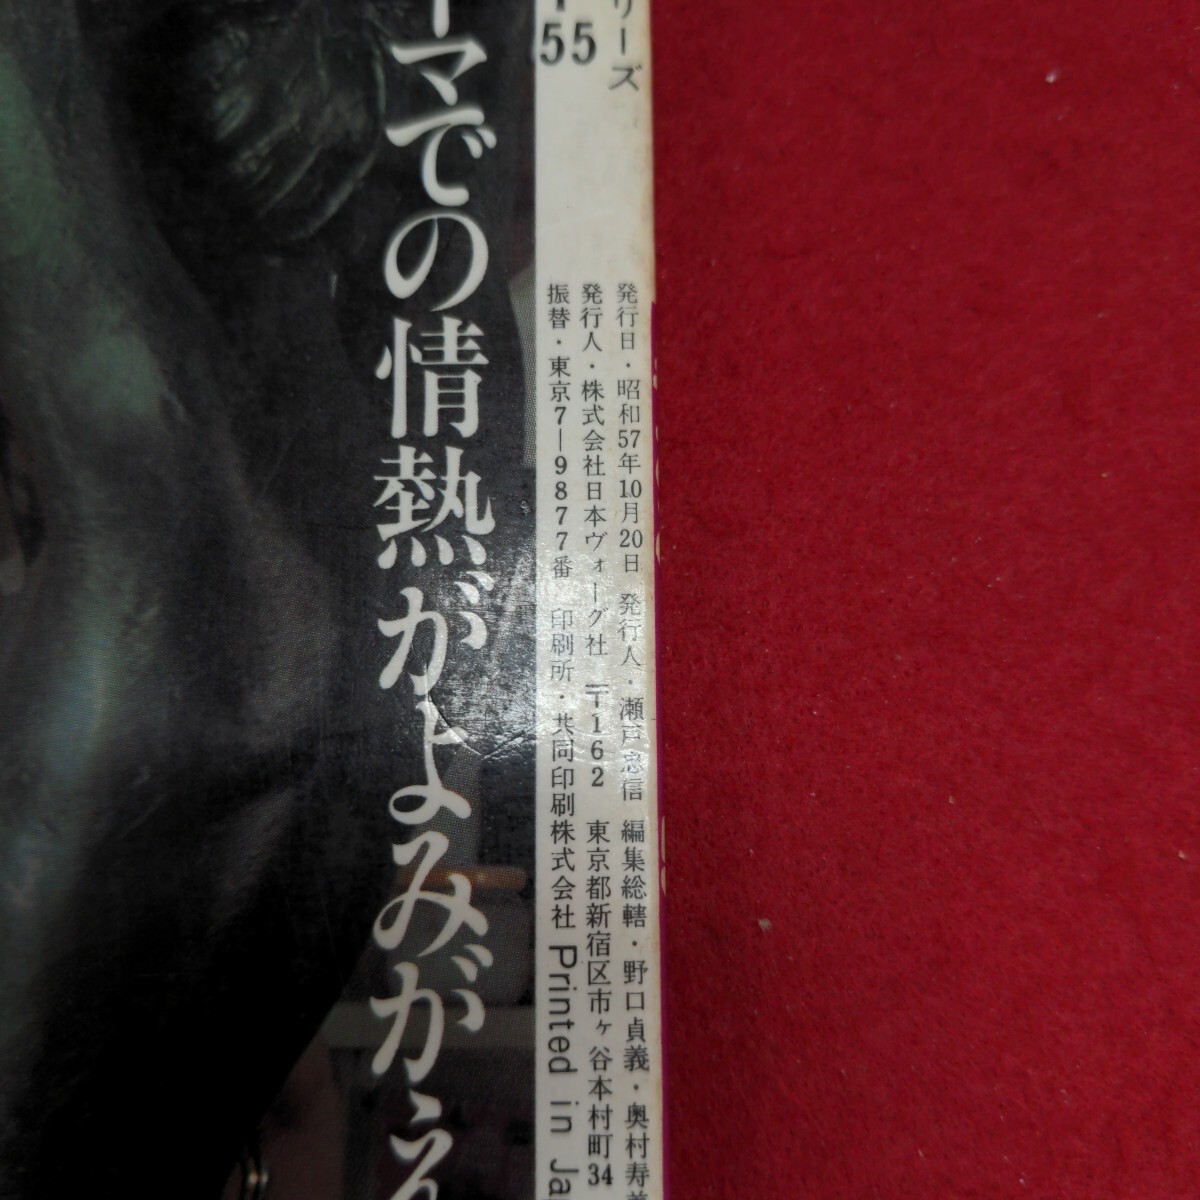 リーズ
55
発行日・昭和57年10月20日 発行人・瀬戸忠信 編集総轄・野口貞義・奥村寿
発行人・株式会社日本ヴォーグ社 〒162 東京都新宿区市ヶ谷本村町34
振替・東京7—9877番 印刷所・共同印刷株式会社 Printed in Ja
ーマでの情熱がよみがえ